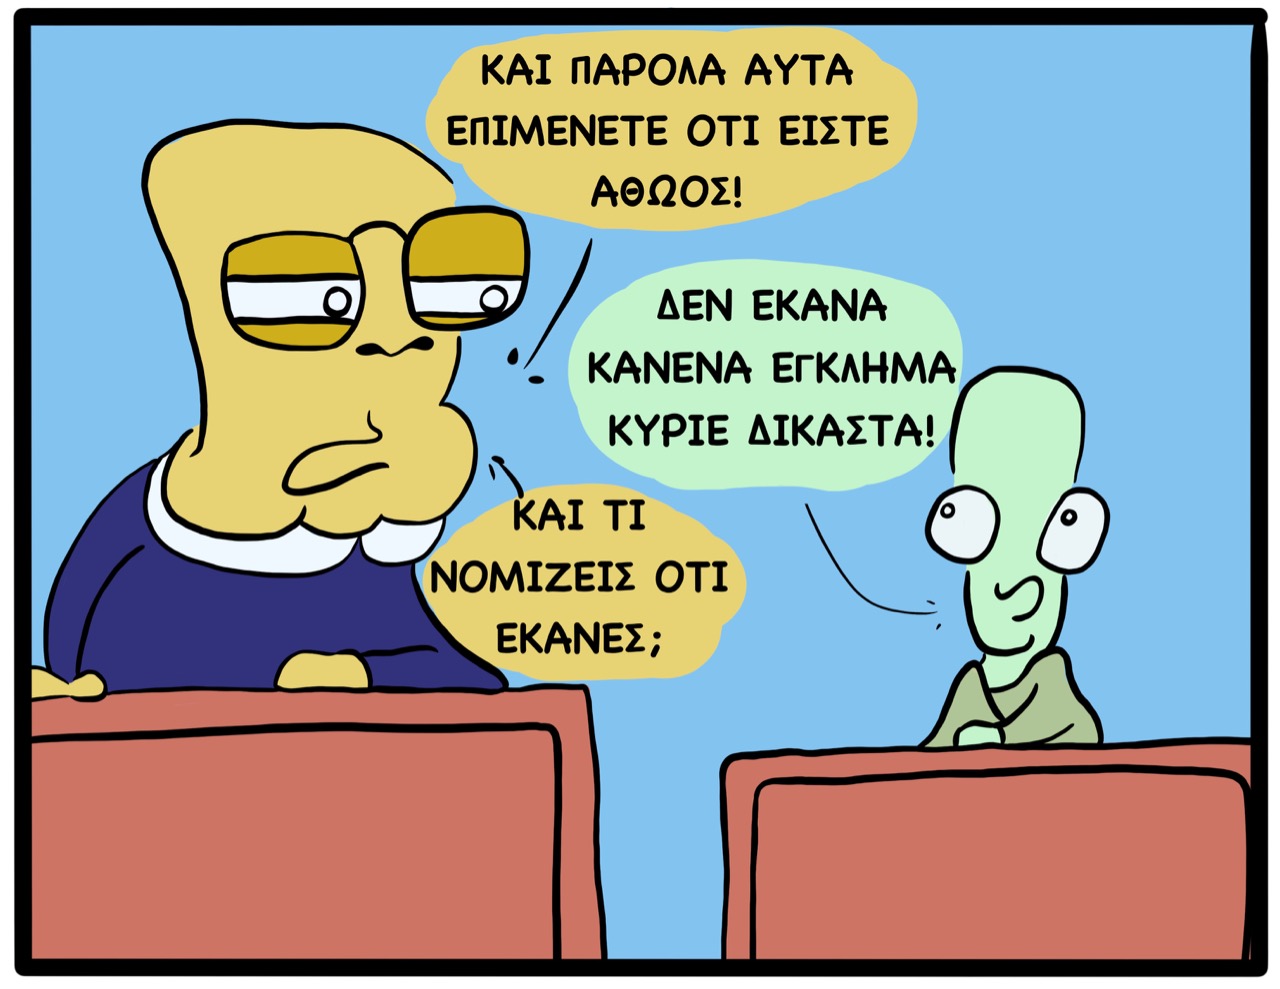 ΚΑΙ ΠΑΡΟΛΑ ΑΥΤΑ
ΕΠΙΜΕΝΕΤΕ ΟΤΙ ΕΙΣΤΕ
ΑΘΩΟΣ!
ΔΕΝ ΕΚΑΝΑ
ΚΑΝΕΝΑ ΕΓΚΛΗΜΑ
ΚΥΡΙΕ ΔΙΚΑΣΤΑ!
ΚΑΙ ΤΙ
ΝΟΜΙΖΕΙΣ ΟΤΙ
ΕΚΑΝΕΣ;